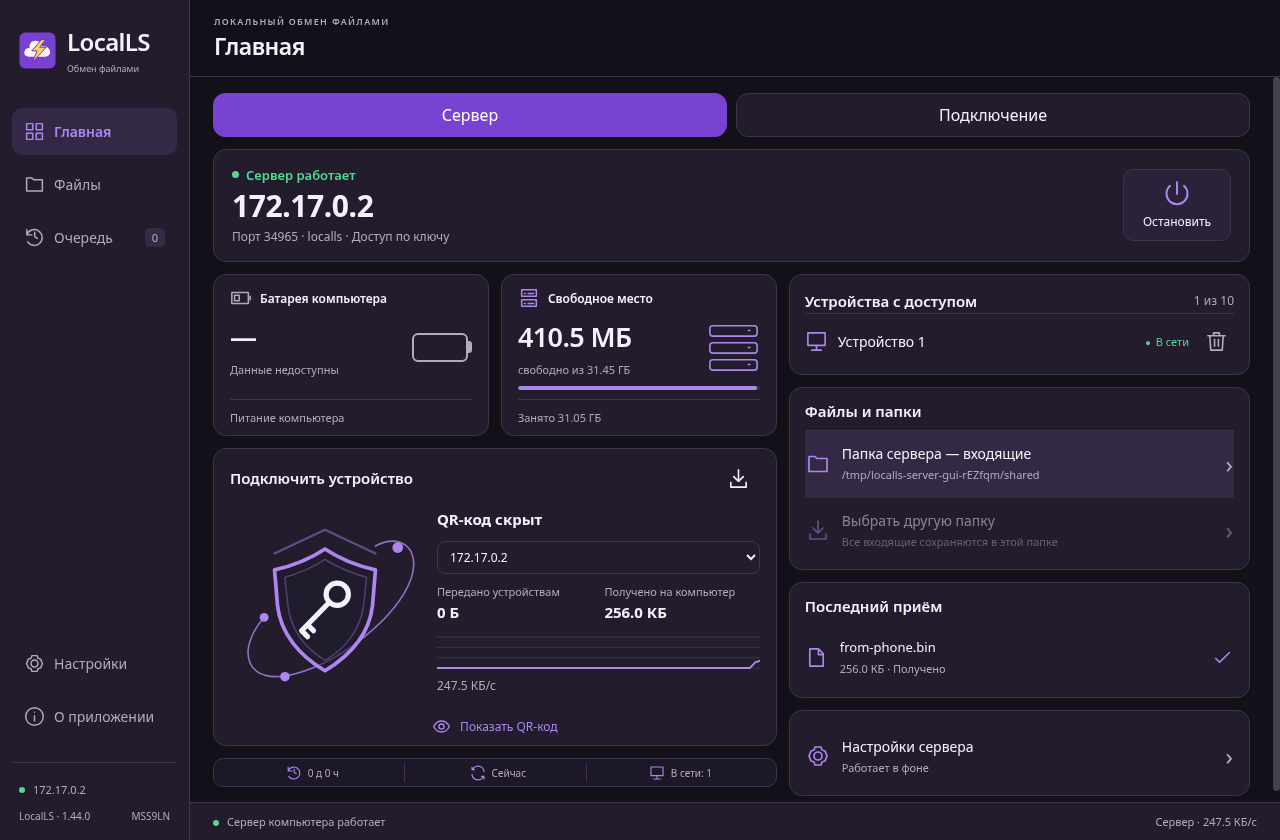 LocalLS
Обмен файлами
Главная
Файлы
Очередь
0
Настройки
О приложении
172.17.0.2
LocalLS · 1.44.0
MSS9LN
ЛОКАЛЬНЫЙ ОБМЕН ФАЙЛАМИ
Главная
Сервер
Подключение
Сервер работает
172.17.0.2
Порт 34965 · locals · Доступ по ключу
Остановить
Батарея компьютера
—
Данные недоступны
Питание компьютера
Свободное место
410.5 МБ
свободно из 31.45 ГБ
Занято 31.05 ГБ
Подключить устройство
QR-код скрыт
172.17.0.2
Передано устройствам
Получено на компьютер
0 Б
256.0 КБ
247.5 КБ/с
Показать QR-код
0 д 0 ч
Сейчас
В сети: 1
Устройства с доступом
1 из 10
Устройство 1
В сети
Файлы и папки
Папка сервера — входящие
/tmp/locals-server-gui-rEZfqm/shared
Выбрать другую папку
Все входящие сохраняются в этой папке
Последний приём
from-phone.bin
256.0 КБ · Получено
Настройки сервера
Работает в фоне
Сервер компьютера работает
Сервер · 247.5 КБ/с